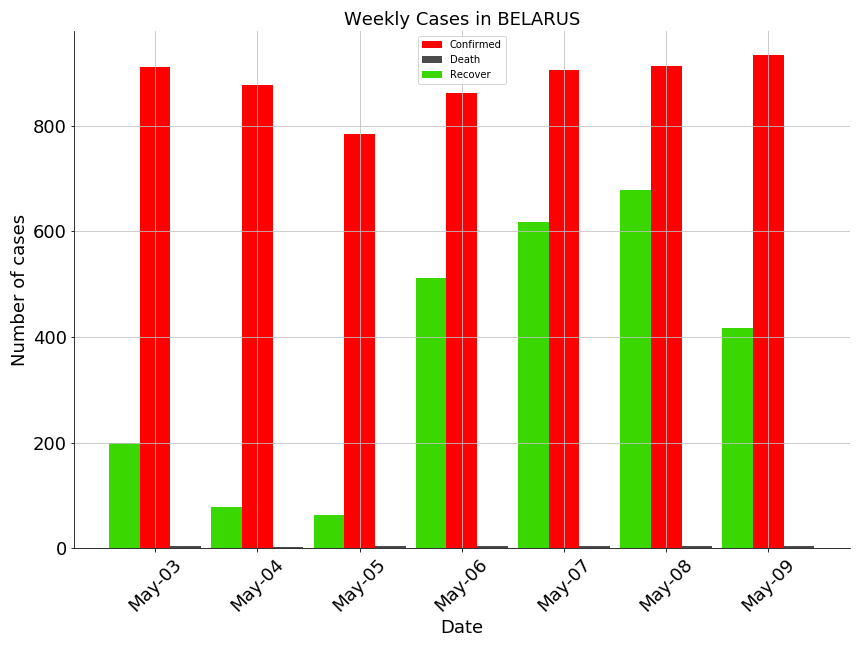 Weekly Cases in BELARUS
Confirmed
Death
Recover
Number of cases
800
600
400
200
0
May-03 May-04 May-05 May-06 May-07 May-08 May-09
Date